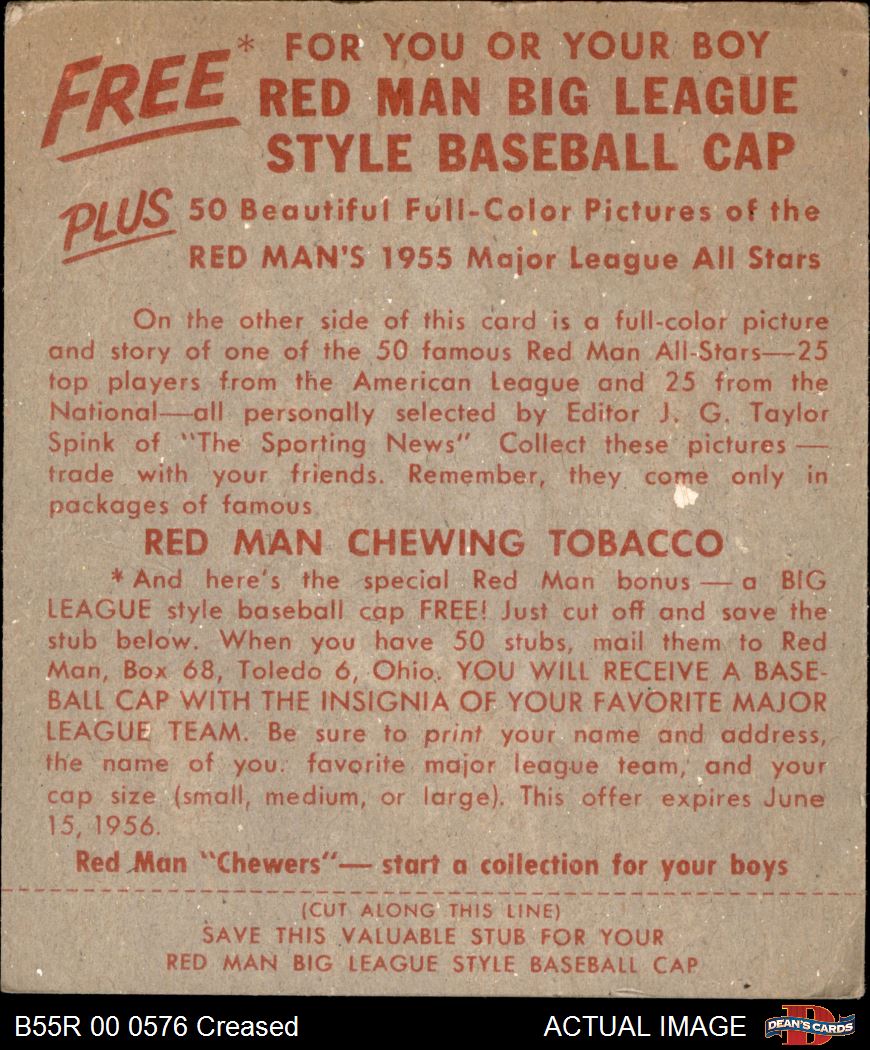 FREE* FOR YOU OR YOUR BOY
RED MAN BIG LEAGUE
STYLE BASEBALL CAP
PLUS 50 Beautiful Full-Color Pictures of the
RED MAN'S 1955 Major League All Stars
On the other side of this card is a full-color picture
and story of one of the 50 famous Red Man All-Stars—25
top players from the American League and 25 from the
National—all personally selected by Editor J. G. Taylor
Spink of "The Sporting News" Collect these pictures—
trade with your friends. Remember, they come only in
packages of famous
RED MAN CHEWING TOBACCO
*And here's the special Red Man bonus—a BIG
LEAGUE style baseball cap FREE! Just cut off and save the
stub below. When you have 50 stubs, mail them to Red
Man, Box 68, Toledo 6, Ohio. YOU WILL RECEIVE A BASE-
BALL CAP WITH THE INSIGNIA OF YOUR FAVORITE MAJOR
LEAGUE TEAM. Be sure to print your name and address,
the name of your favorite major league team, and your
cap size (small, medium, or large). This offer expires June
15, 1956.
Red Man "Chewers"— start a collection for your boys
(CUT ALONG THIS LINE)
SAVE THIS VALUABLE STUB FOR YOUR
RED MAN BIG LEAGUE STYLE BASEBALL CAP
B55R 00 0576 Creased
ACTUAL IMAGE
D
DEAN'S CARDS